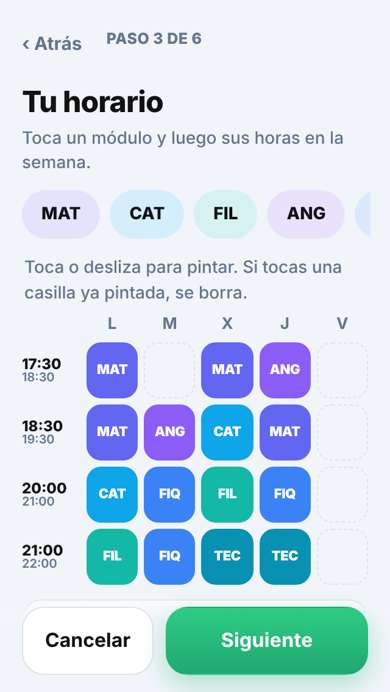 ‹ Atrás PASO 3 DE 6
Tu horario
Toca un módulo y luego sus horas en la
semana.
MAT CAT FIL ANG
Toca o desliza para pintar. Si tocas una
casilla ya pintada, se borra.
L M X J V
17:30 MAT MAT ANG
18:30
18:30 MAT ANG CAT MAT
19:30
20:00 CAT FIQ FIL FIQ
21:00
21:00 FIL FIQ TEC TEC
22:00
Cancelar Siguiente